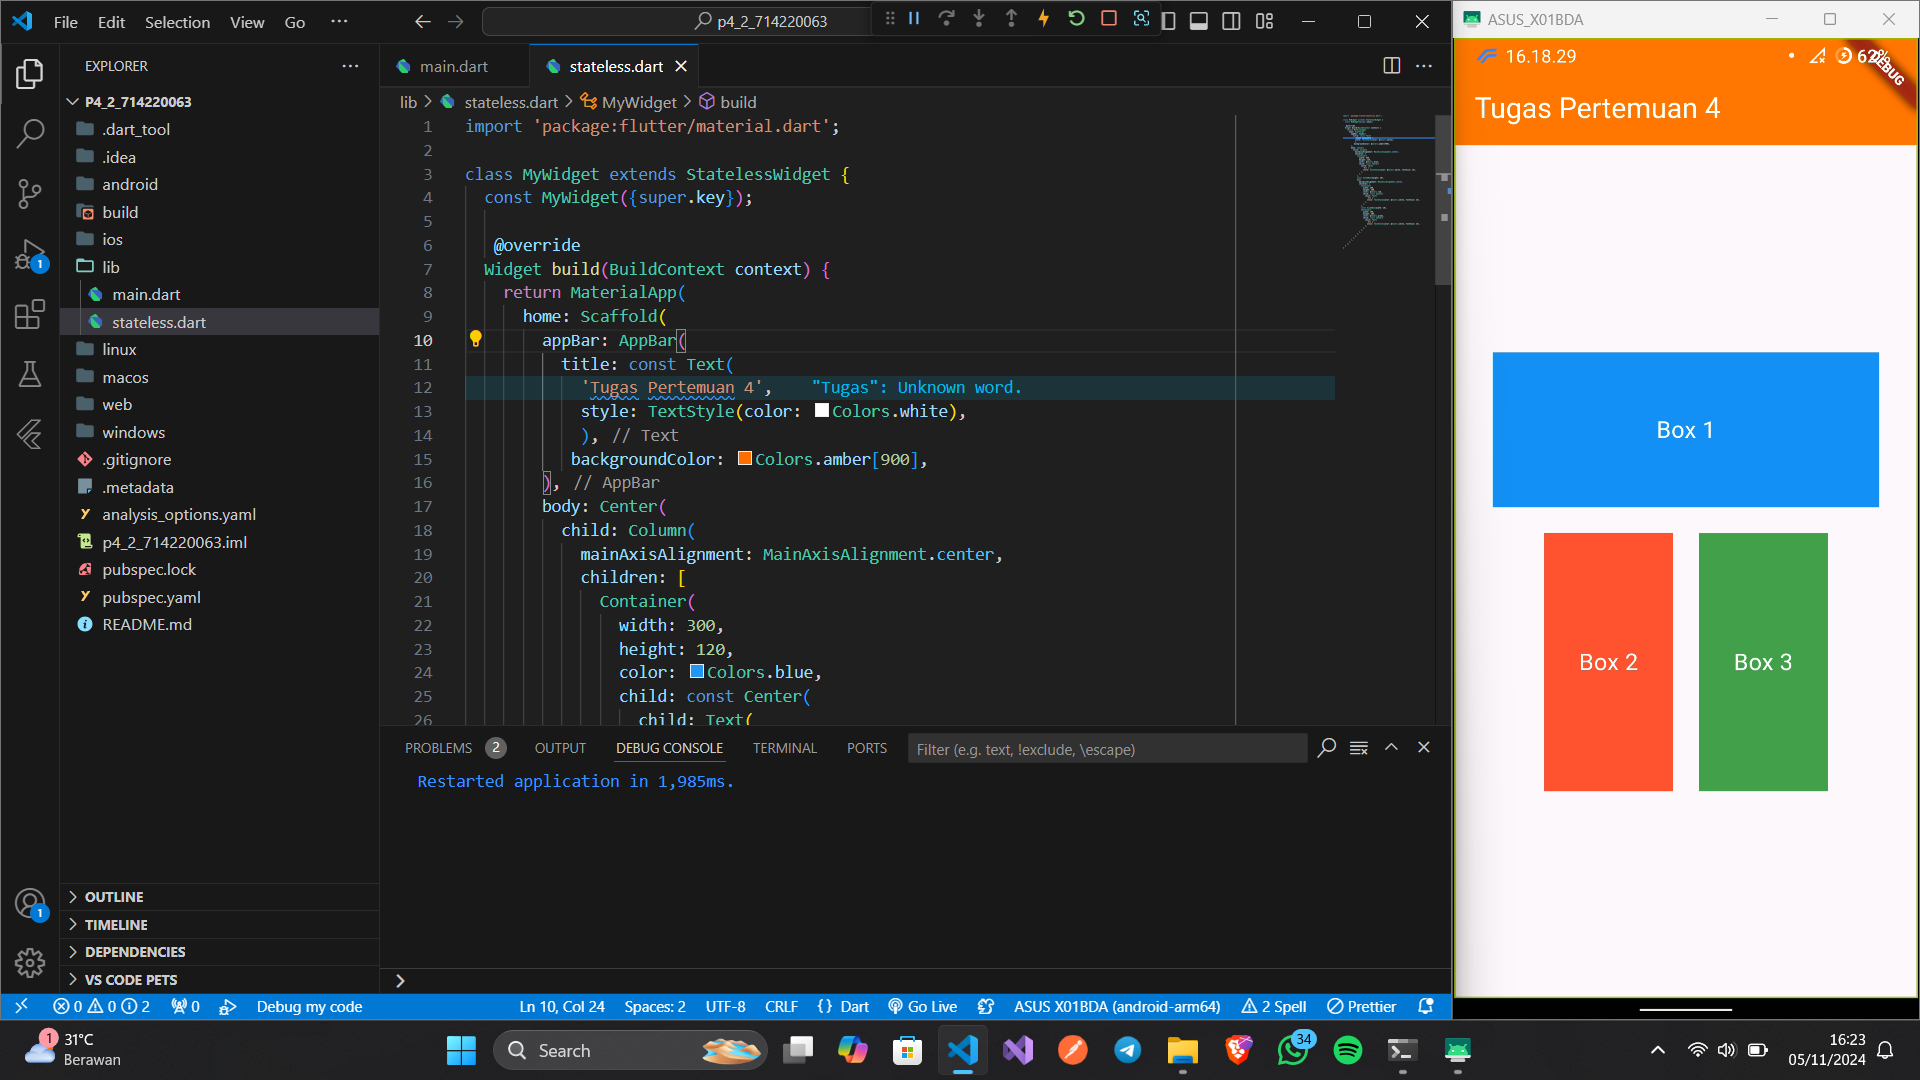 File Edit Selection View Go ···
p4_2_714220063
EXPLORER
P4_2_714220063
.dart_tool
.idea
android
build
ios
lib
main.dart
stateless.dart
linux
macos
web
windows
.gitignore
.metadata
analysis_options.yaml
p4_2_714220063.iml
pubspec.lock
pubspec.yaml
README.md
OUTLINE
TIMELINE
DEPENDENCIES
VS CODE PETS
1
1
main.dart stateless.dart
lib > stateless.dart > MyWidget > build
1 import 'package:flutter/material.dart';
2
3 class MyWidget extends StatelessWidget {
4 const MyWidget({super.key});
5
6 @override
7 Widget build(BuildContext context) {
8 return MaterialApp(
9 home: Scaffold(
10 appBar: AppBar(
11 title: const Text(
12 'Tugas Pertemuan 4', "Tugas": Unknown word.
13 style: TextStyle(color: Colors.white),
14 ), // Text
15 backgroundColor: Colors.amber[900],
16 ), // AppBar
17 body: Center(
18 child: Column(
19 mainAxisAlignment: MainAxisAlignment.center,
20 children: [
21 Container(
22 width: 300,
23 height: 120,
24 color: Colors.blue,
25 child: const Center(
26 child: Text(
PROBLEMS 2 OUTPUT DEBUG CONSOLE TERMINAL PORTS Filter (e.g. text, !exclude, \escape)
Restarted application in 1,985ms.
0 0 2 0 Debug my code Ln 10, Col 24 Spaces: 2 UTF-8 CRLF {} Dart Go Live ASUS X01BDA (android-arm64) 2 Spell Prettier
ASUS_X01BDA
16.18.29 62%
DEBUG
Tugas Pertemuan 4
Box 1
Box 2 Box 3
1 31°C
Berawan
Search
34
16:23
05/11/2024